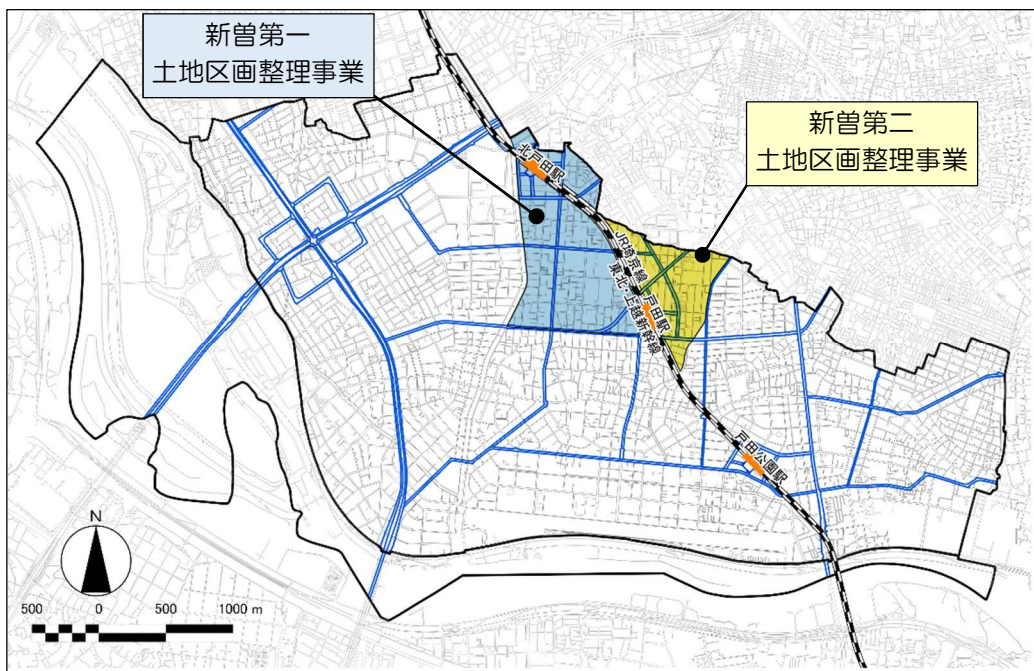 新曽第一
土地区画整理事業
新曽第二
土地区画整理事業
北戸田駅
JR埼京線
東北・上越新幹線
戸田駅
戸田公園駅
N
500 0 500 1000 m